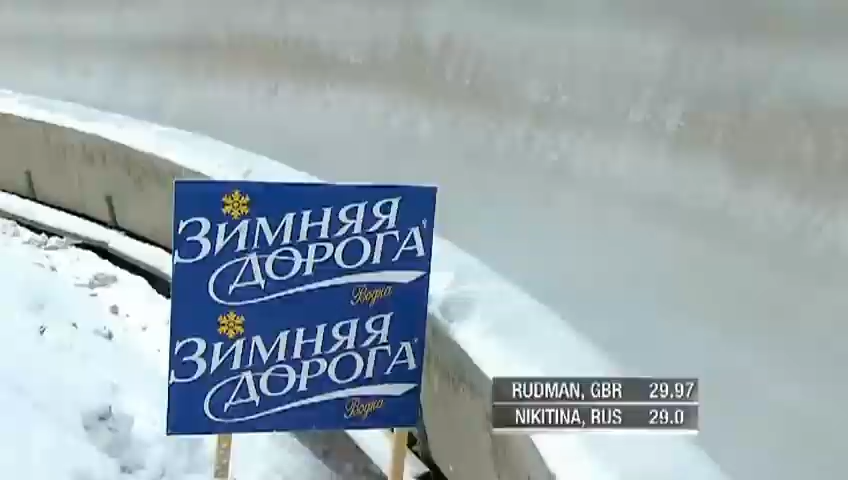 ЗИМНЯЯ
ДОРОГА
Водка
ЗИМНЯЯ
ДОРОГА
Водка
RUDMAN, GBR 29.97
NIKITINA, RUS 29.0